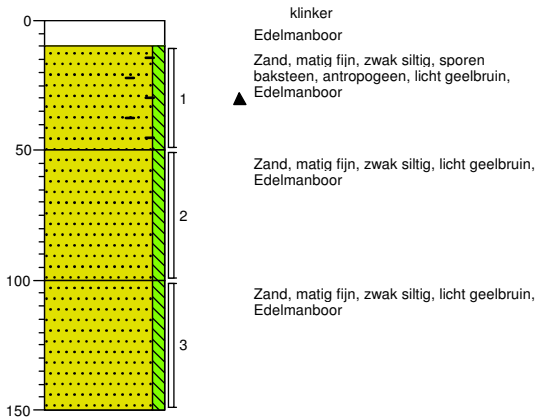 klinker
0
Edelmanboor
Zand, matig fijn, zwak siltig, sporen
baksteen, antropogeen, licht geelbruin,
Edelmanboor
1
50
Zand, matig fijn, zwak siltig, licht geelbruin,
Edelmanboor
2
100
Zand, matig fijn, zwak siltig, licht geelbruin,
Edelmanboor
3
150